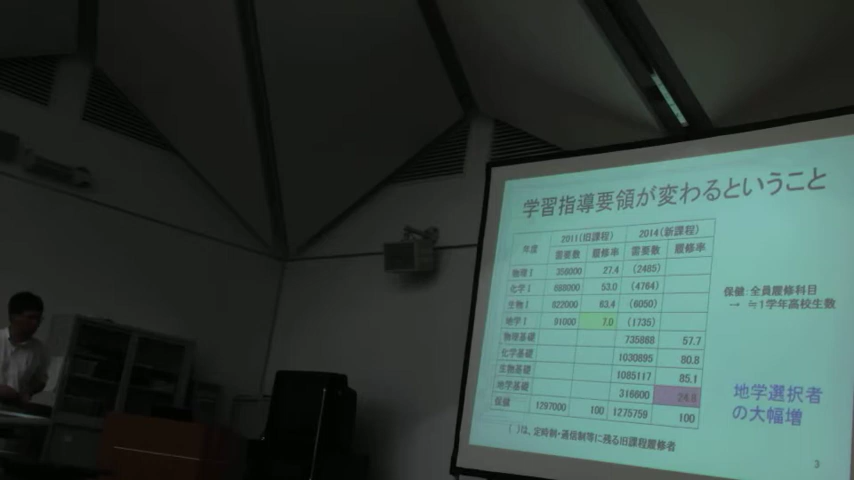 学習指導要領が変わるということ
年度 2011(旧課程) 2014(新課程)
需要数 履修率 需要数 履修率
物理Ⅰ 358000 27.4 (2485)
化学Ⅰ 688000 53.0 (4764)
生物Ⅰ 822000 63.4 (6050)
地学Ⅰ 91000 7.0 (1735)
物理基礎 735888 57.7
化学基礎 1030895 80.8
生物基礎 1085117 85.1
地学基礎 316600 24.8
保健 1297000 100 1275759 100
( )は、定時制・通信制等に残る旧課程履修者
保健:全員履修科目
→ ≒1学年高校生数
地学選択者
の大幅増
3